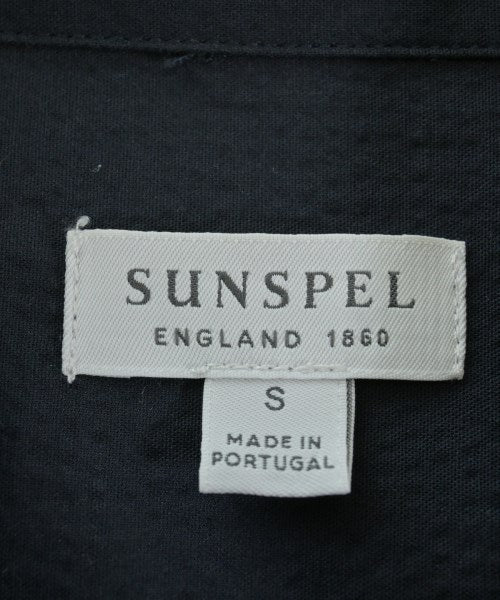 SUNSPEL
ENGLAND 1860
S
MADE IN
PORTUGAL